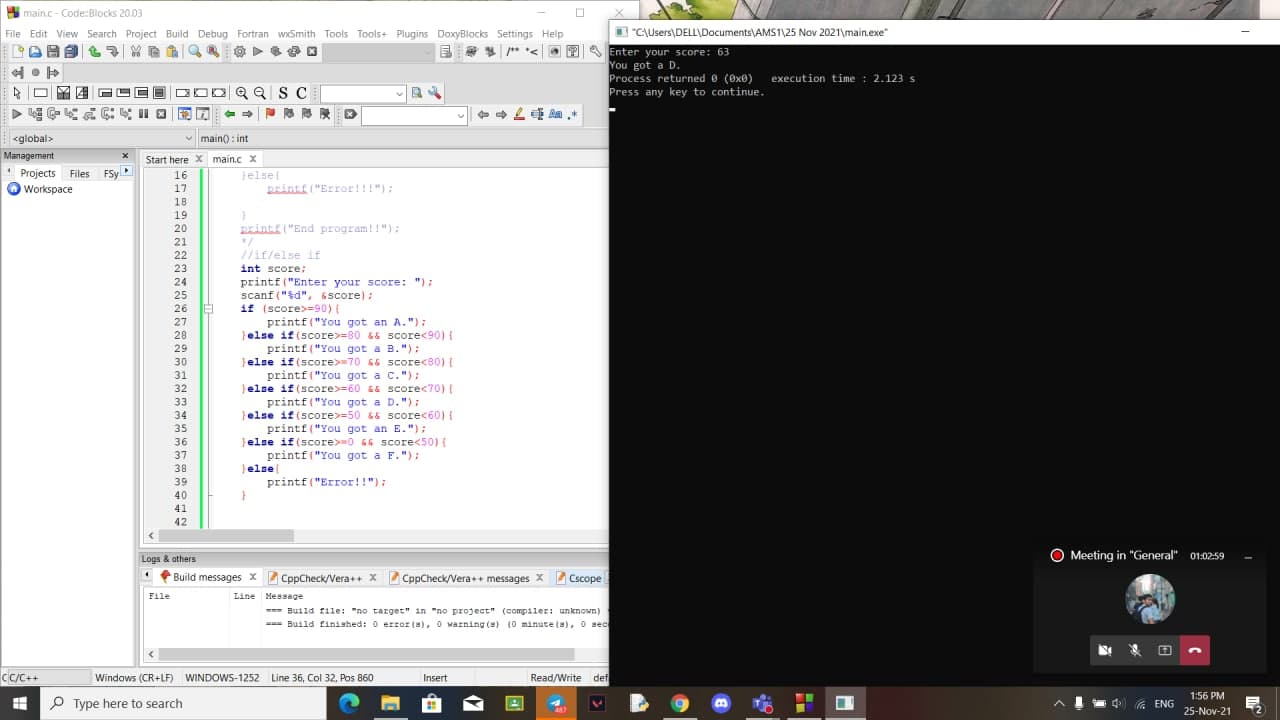 main.c - Code::Blocks 20.03
File Edit View Search Project Build Debug Fortran wxSmith Tools Tools+ Plugins DoxyBlocks Settings Help
<global>
main() : int
Management
Projects Files FSy
Workspace
Start here main.c
16 }else{
17 printf("Error!!!");
18
19 }
20 printf("End program!!");
21 */
22 //if/else if
23 int score;
24 printf("Enter your score: ");
25 scanf("%d", &score);
26 if (score>=90){
27 printf("You got an A.");
28 }else if(score>=80 && score<90){
29 printf("You got a B.");
30 }else if(score>=70 && score<80){
31 printf("You got a C.");
32 }else if(score>=60 && score<70){
33 printf("You got a D.");
34 }else if(score>=50 && score<60){
35 printf("You got an E.");
36 }else if(score>=0 && score<50){
37 printf("You got a F.");
38 }else{
39 printf("Error!!");
40 }
41
42
Logs & others
Build messages CppCheck/Vera++ CppCheck/Vera++ messages Cscope
File Line Message
=== Build file: "no target" in "no project" (compiler: unknown)
=== Build finished: 0 error(s), 0 warning(s) (0 minute(s), 0 seco
C/C++ Windows (CR+LF) WINDOWS-1252 Line 36, Col 32, Pos 860 Insert Read/Write def
"C:\Users\DELL\Documents\AMS1\25 Nov 2021\main.exe"
Enter your score: 63
You got a D.
Process returned 0 (0x0) execution time : 2.123 s
Press any key to continue.
Meeting in "General" 01:02:59
Type here to search
ENG
1:56 PM
25-Nov-21
2